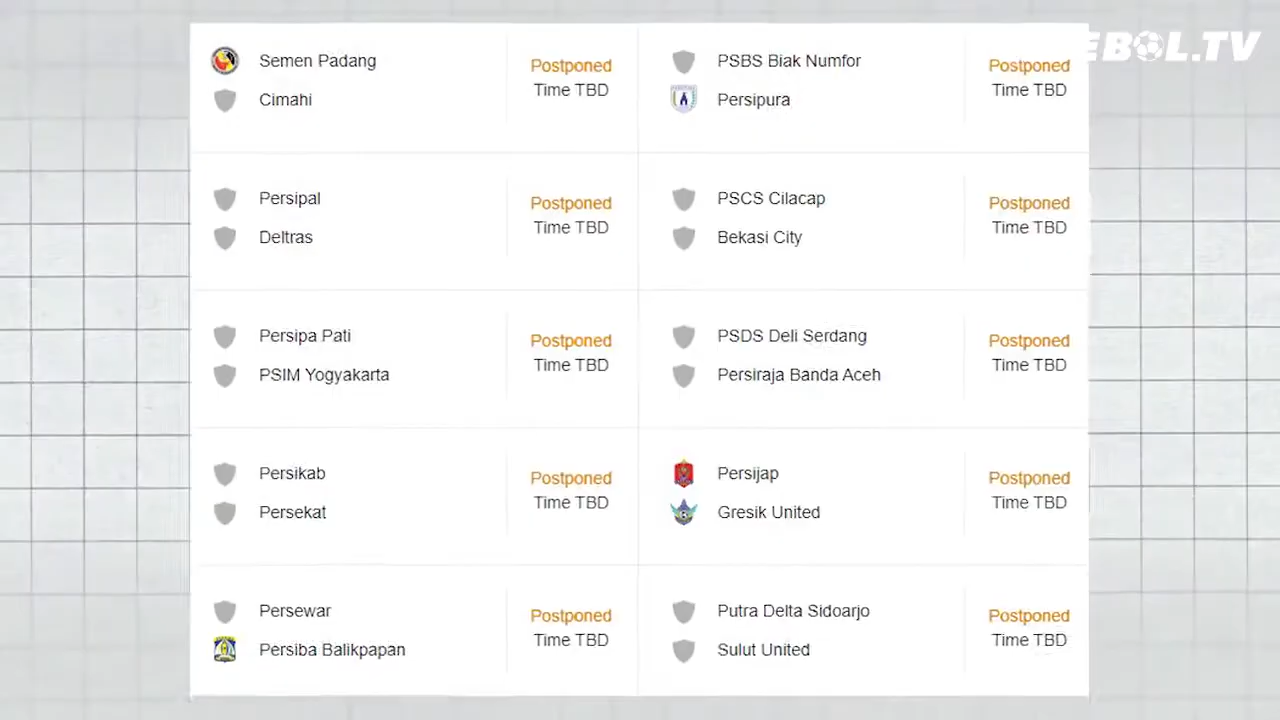 EBOL.TV
Semen Padang
Cimahi
Postponed
Time TBD
PSBS Biak Numfor
Persipura
Postponed
Time TBD
Persipal
Deltras
Postponed
Time TBD
PSCS Cilacap
Bekasi City
Postponed
Time TBD
Persipa Pati
PSIM Yogyakarta
Postponed
Time TBD
PSDS Deli Serdang
Persiraja Banda Aceh
Postponed
Time TBD
Persikab
Persekat
Postponed
Time TBD
Persijap
Gresik United
Postponed
Time TBD
Persewar
Persiba Balikpapan
Postponed
Time TBD
Putra Delta Sidoarjo
Sulut United
Postponed
Time TBD